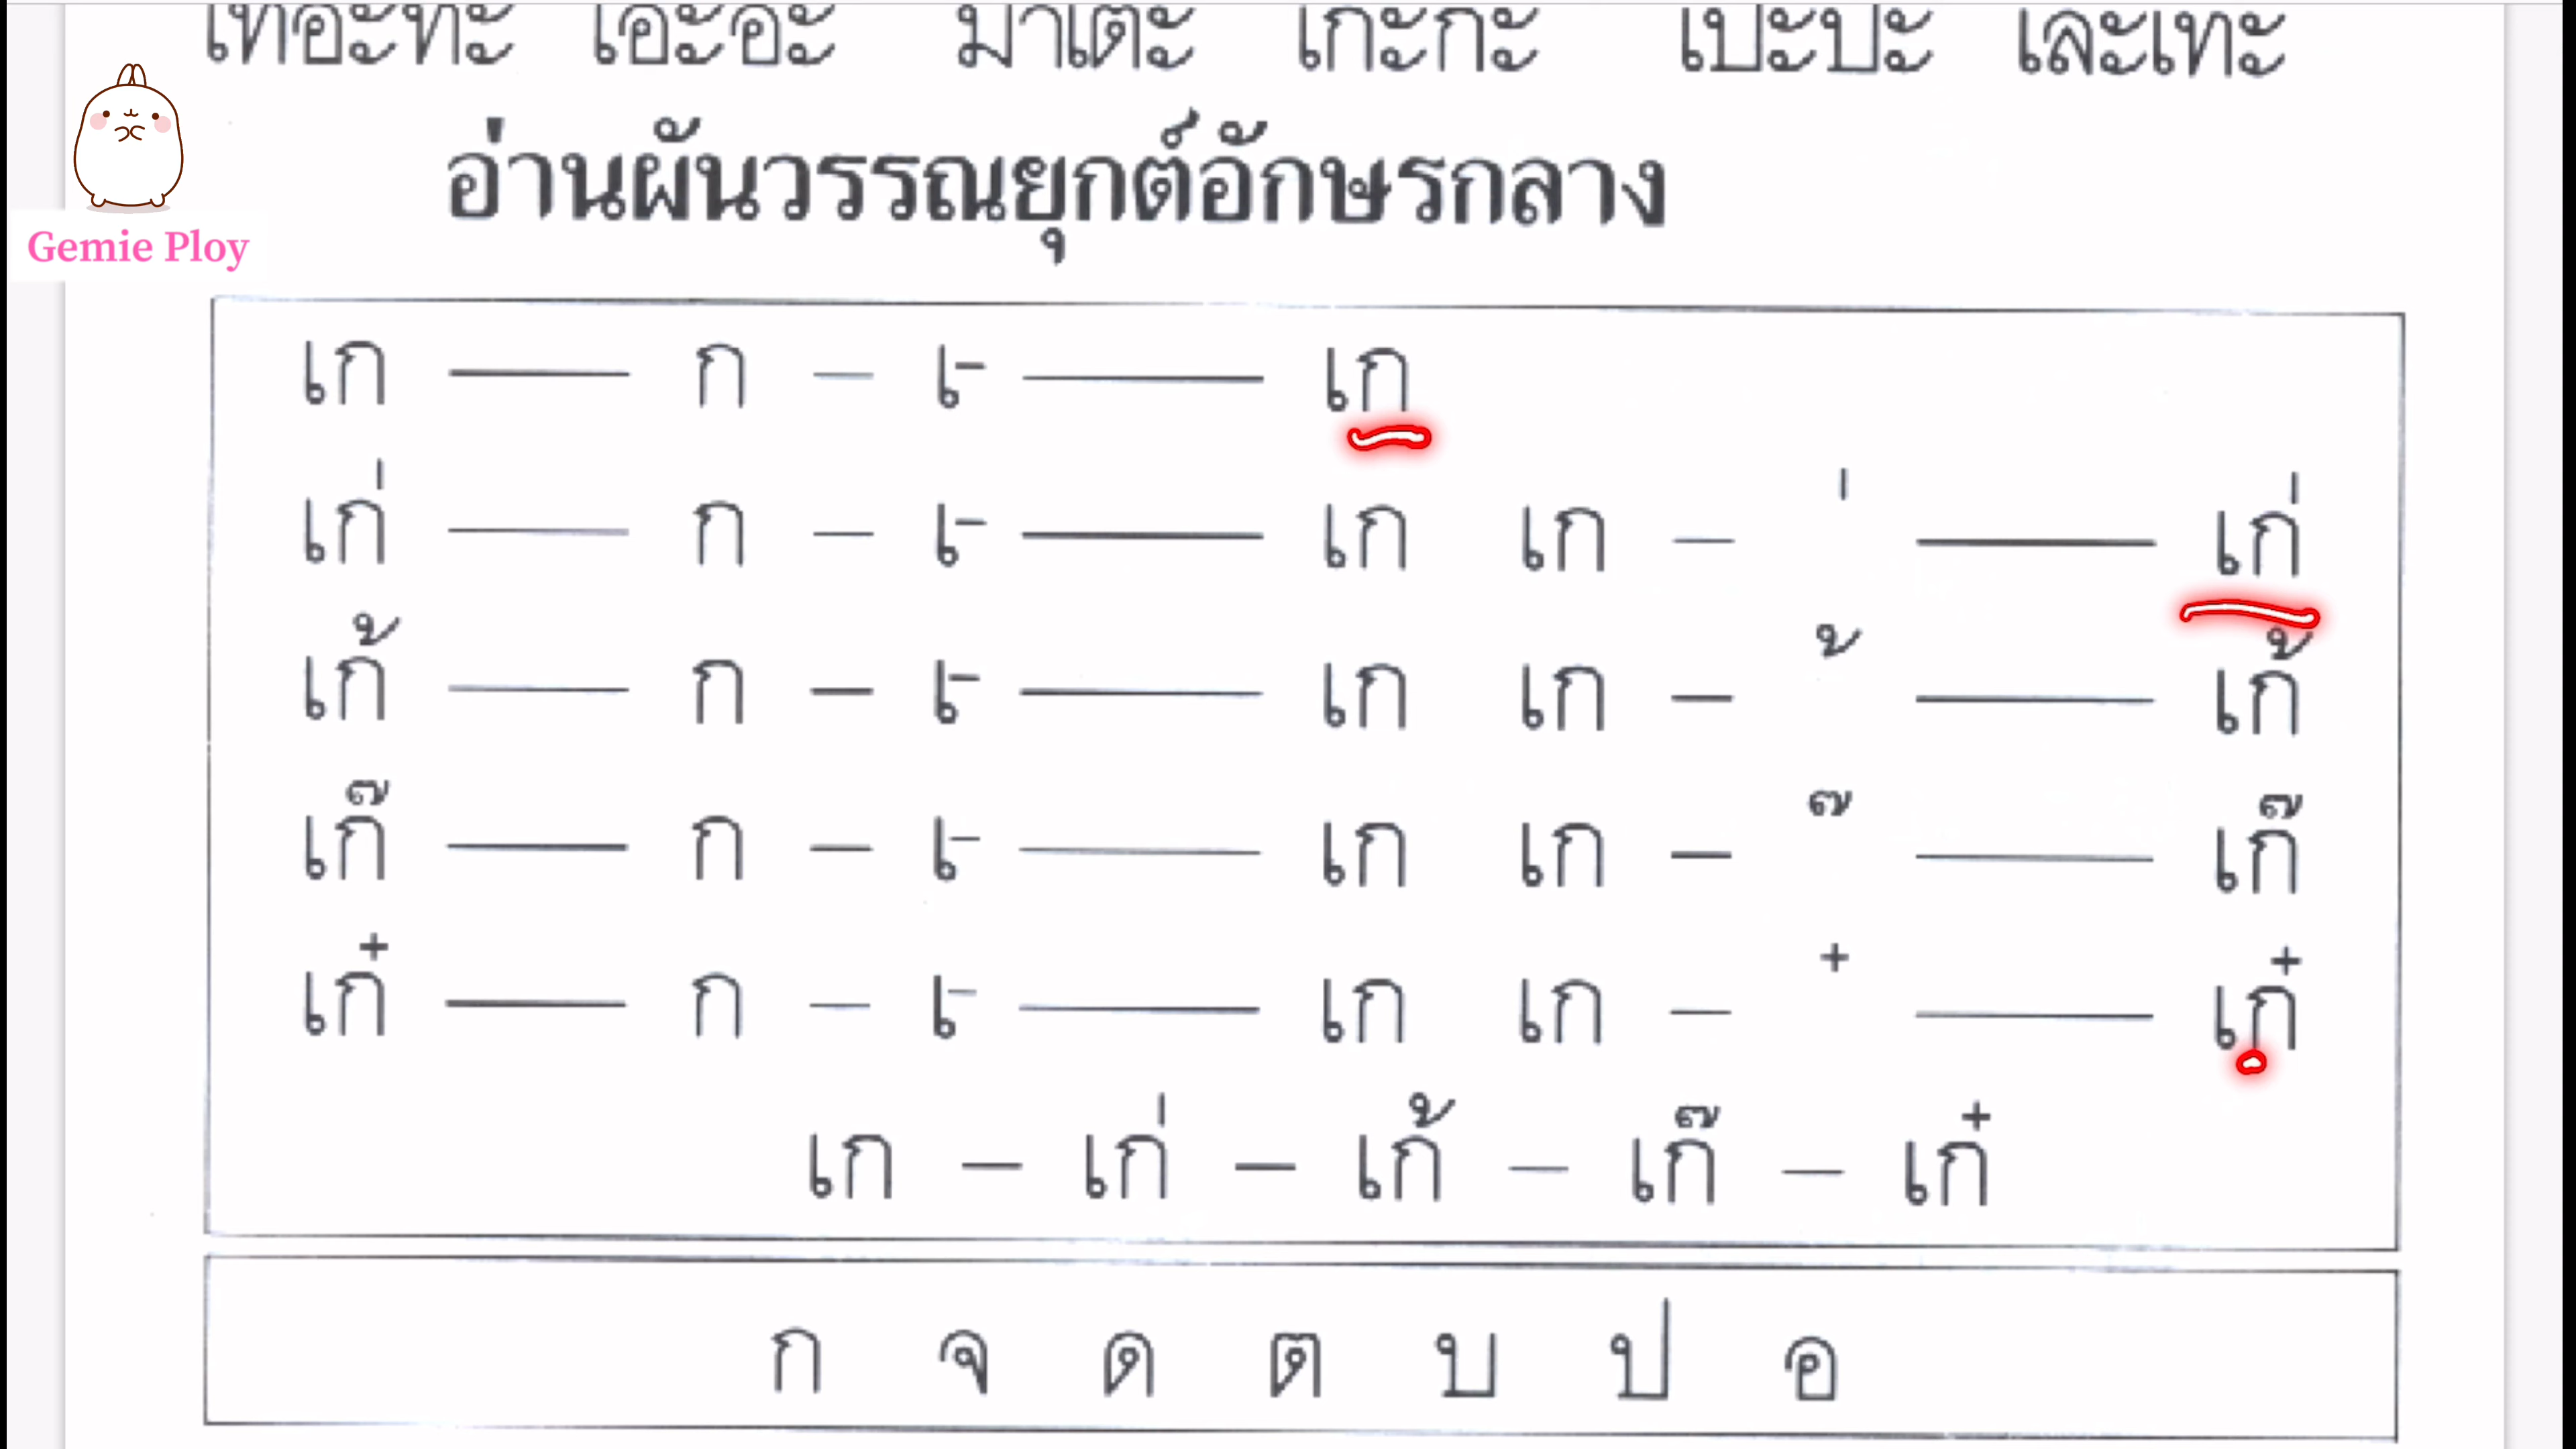 เทอะทะ เอะอะ มาเตะ เกะกะ เปะปะ เละเทะ
อ่านผันวรรณยุกต์อักษรกลาง
Gemie Ploy
เก — ก – เ- — เก
เก่ — ก – เ- — เก เก – ่ — เก่
เก้ — ก – เ- — เก เก – ้ — เก้
เก๊ — ก – เ- — เก เก – ๊ — เก๊
เก๋ — ก – เ- — เก เก – ๋ — เก๋
เก – เก่ – เก้ – เก๊ – เก๋
ก จ ด ต บ ป อ